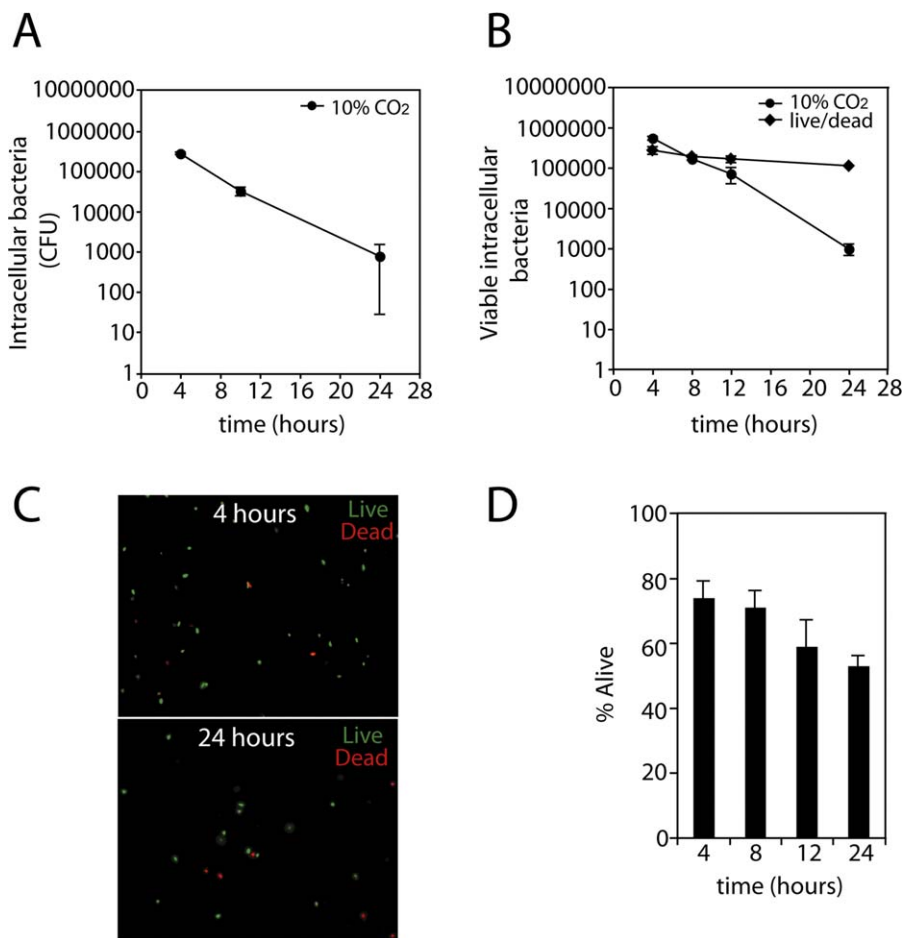 A
10000000
1000000
100000
10000
1000
100
10
1
0 4 8 12 16 20 24 28
time (hours)
Intracellular bacteria
(CFU)
10% CO2
B
10000000
1000000
100000
10000
1000
100
10
1
0 4 8 12 16 20 24 28
time (hours)
Viable intracellular
bacteria
10% CO2
live/dead
C
4 hours
Live
Dead
24 hours
Live
Dead
D
100
80
60
40
20
0
4 8 12 24
time (hours)
% Alive